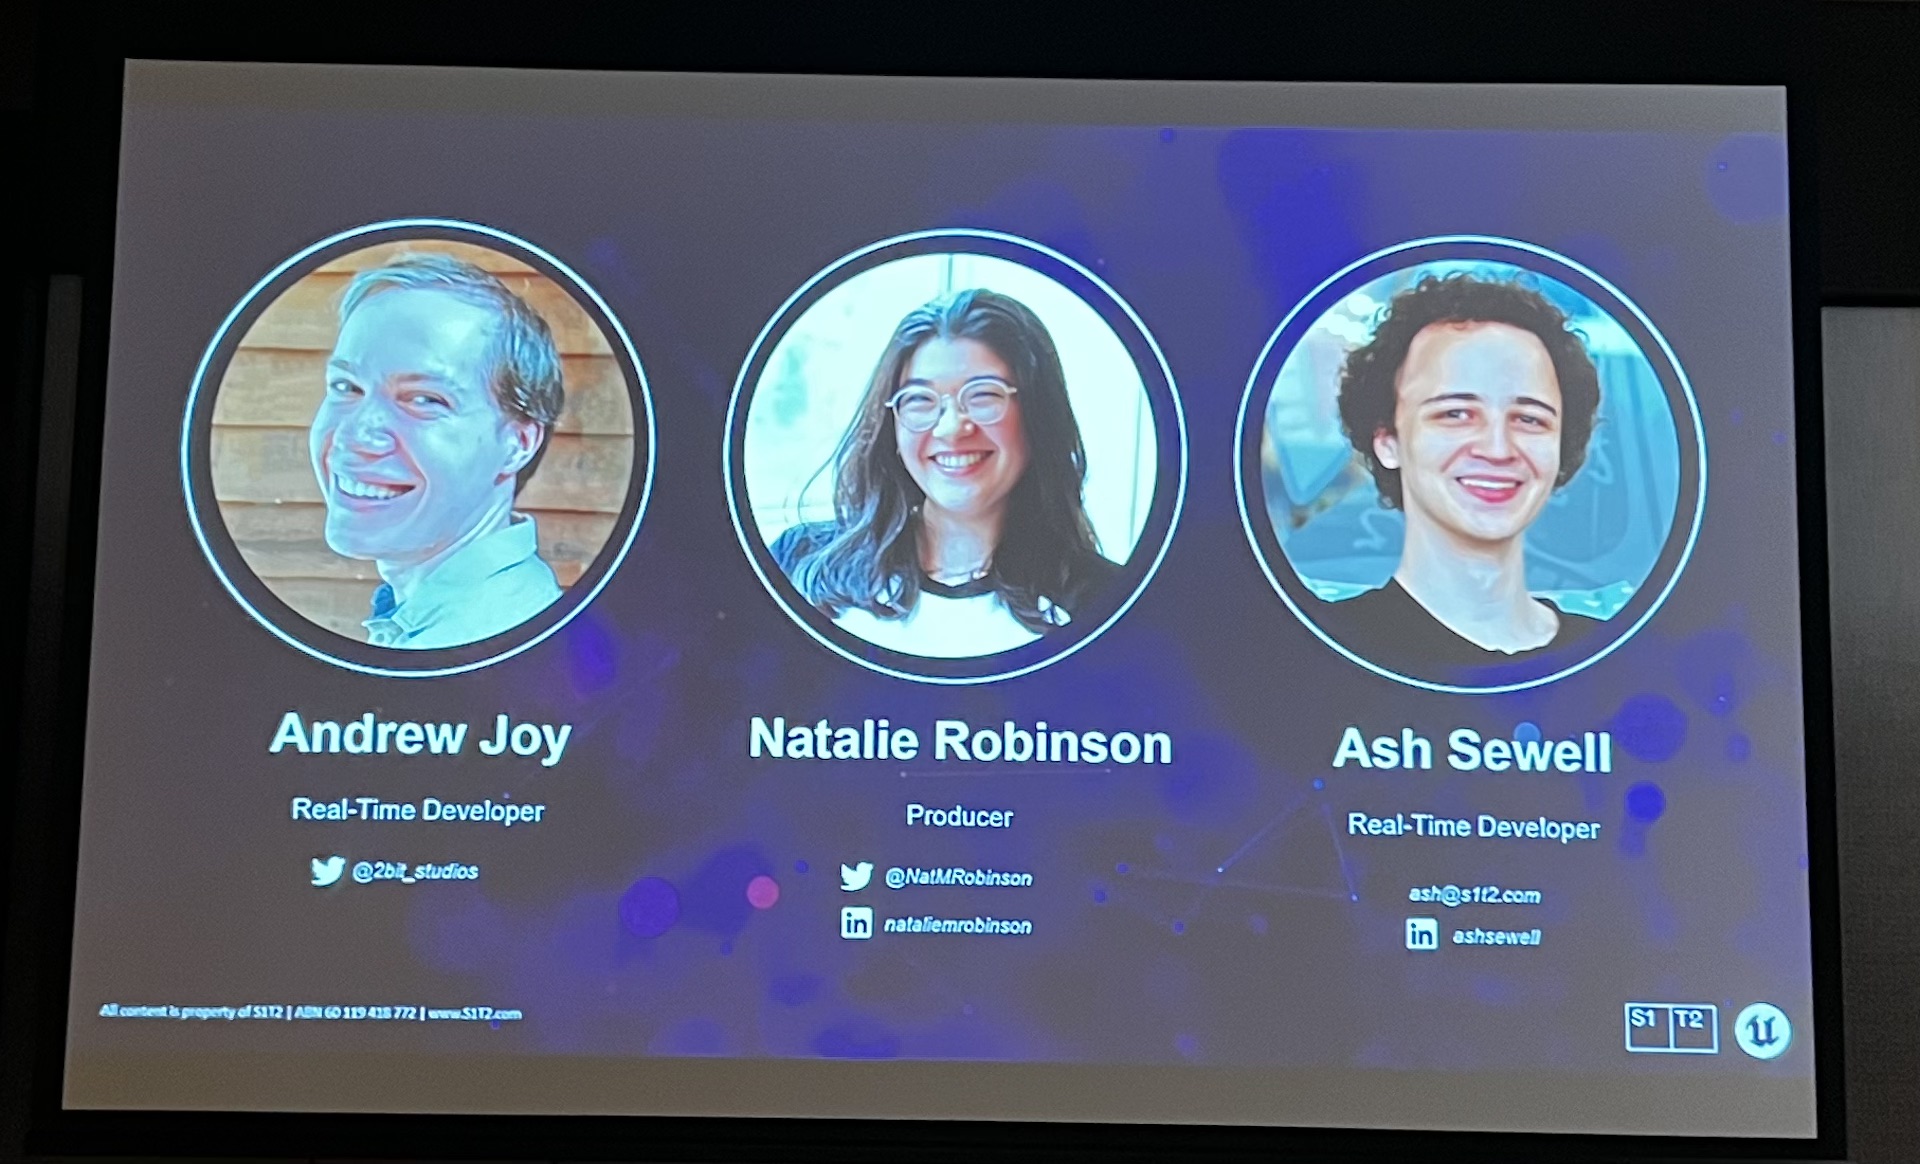 Andrew Joy
Real-Time Developer
@2bit_studios
Natalie Robinson
Producer
@NatMRobinson
in nataliemrobinson
Ash Sewell
Real-Time Developer
ash@s1t2.com
in ashsewell
All content is property of S1T2 | ABN 60 119 418 772 | www.S1T2.com
S1 T2